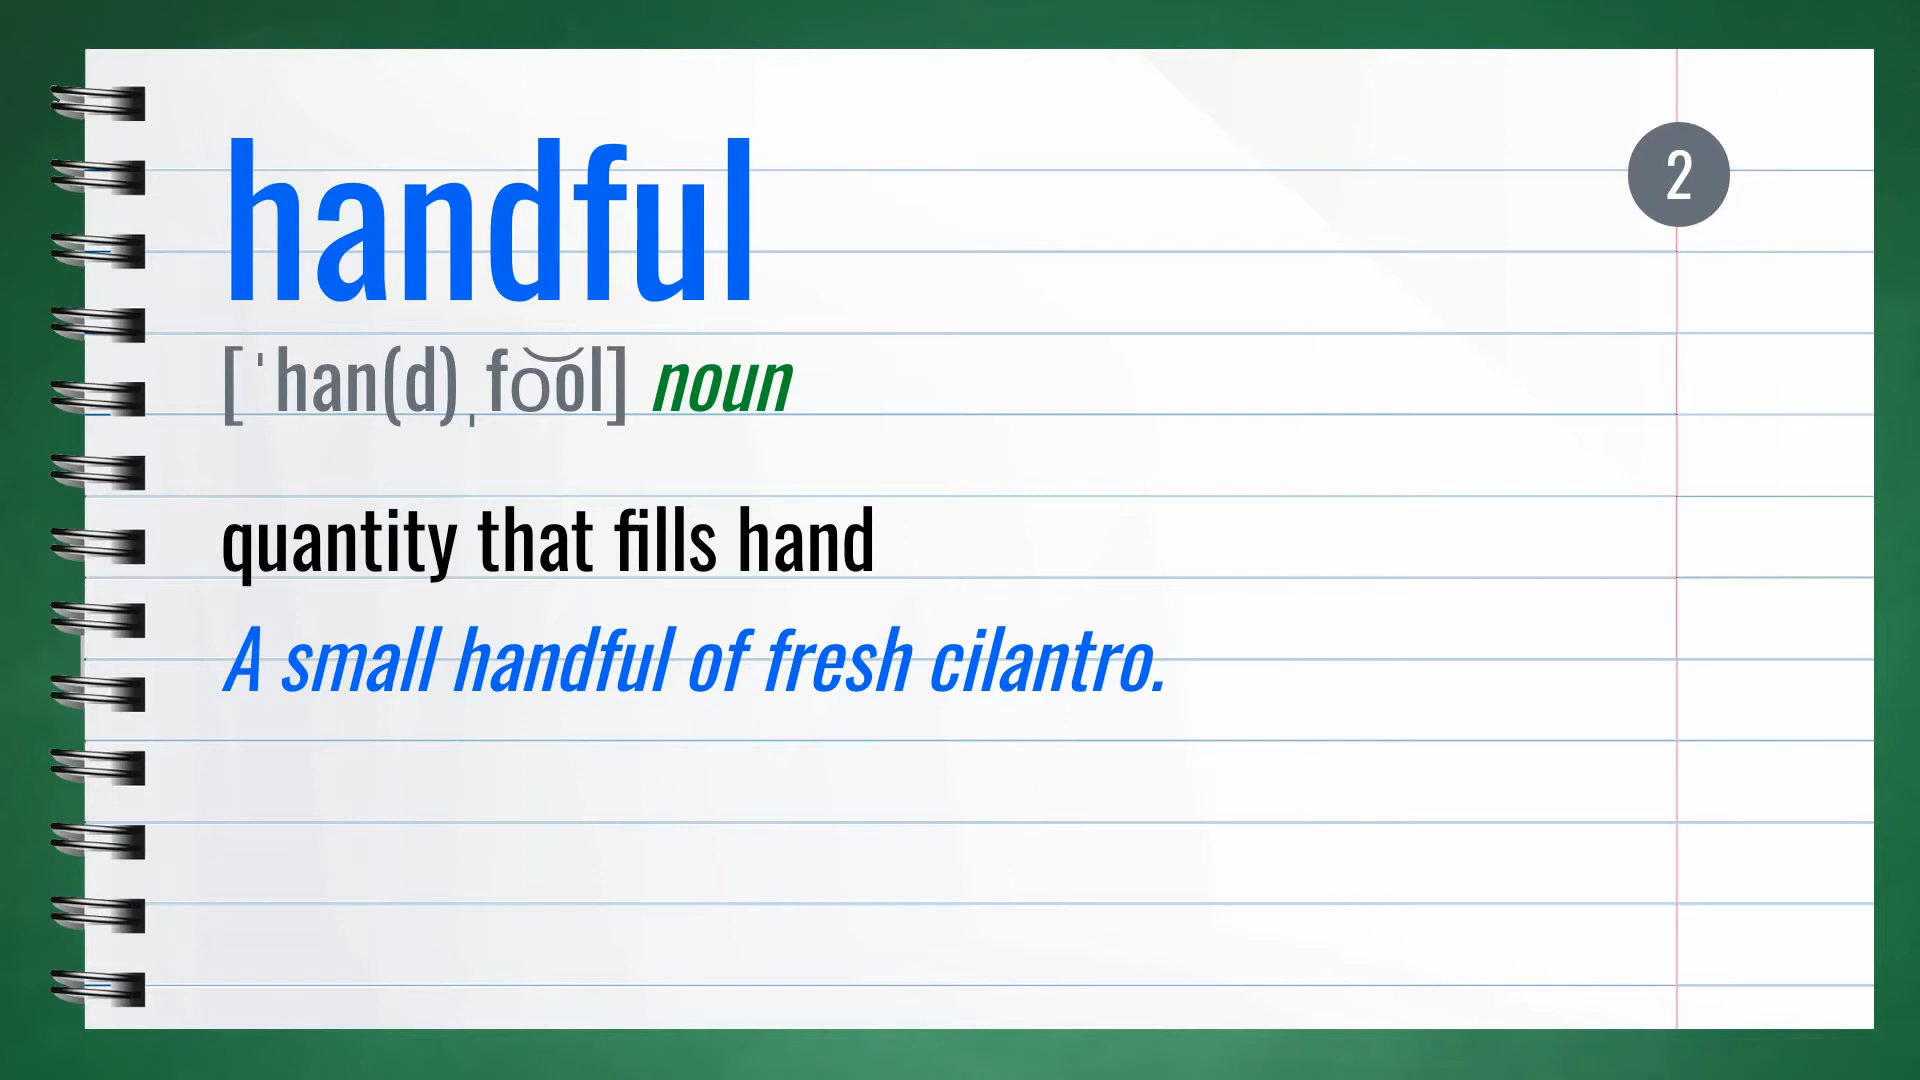 handful
2
[ˈhan(d)ˌfo͝ol] noun
quantity that fills hand
A small handful of fresh cilantro.